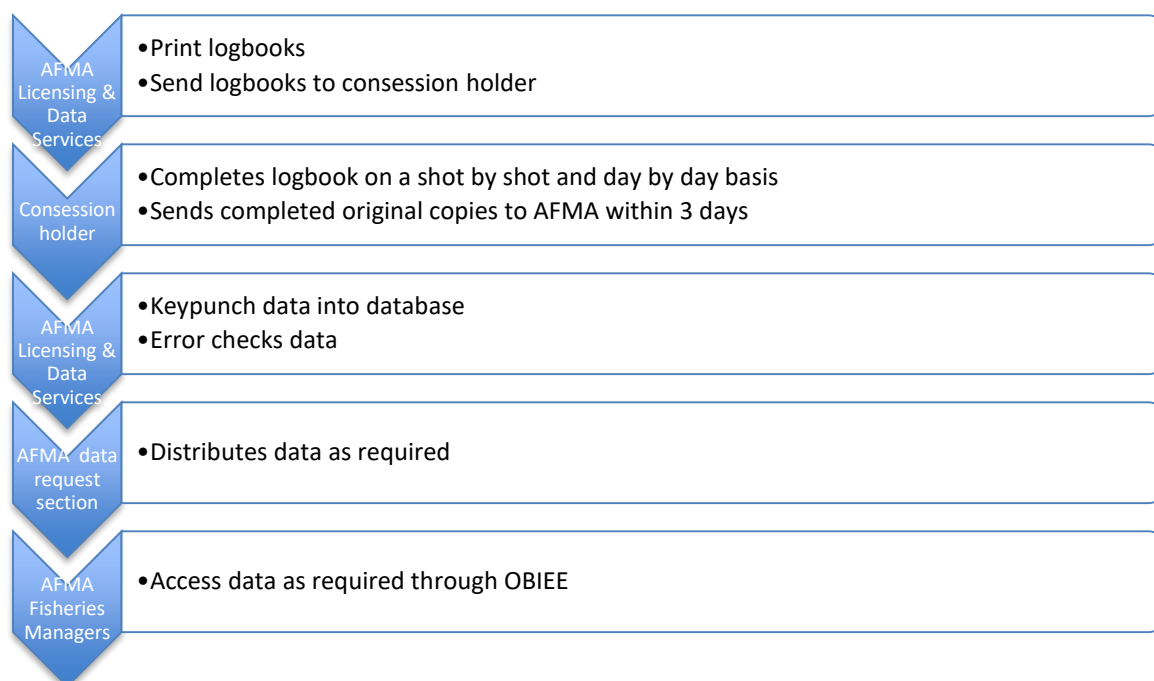 AFMA
Licensing &
Data
Services
•Print logbooks
•Send logbooks to consession holder
Consession
holder
•Completes logbook on a shot by shot and day by day basis
•Sends completed original copies to AFMA within 3 days
AFMA
Licensing &
Data
Services
•Keypunch data into database
•Error checks data
AFMA data
request
section
•Distributes data as required
AFMA
Fisheries
Managers
•Access data as required through OBIEE